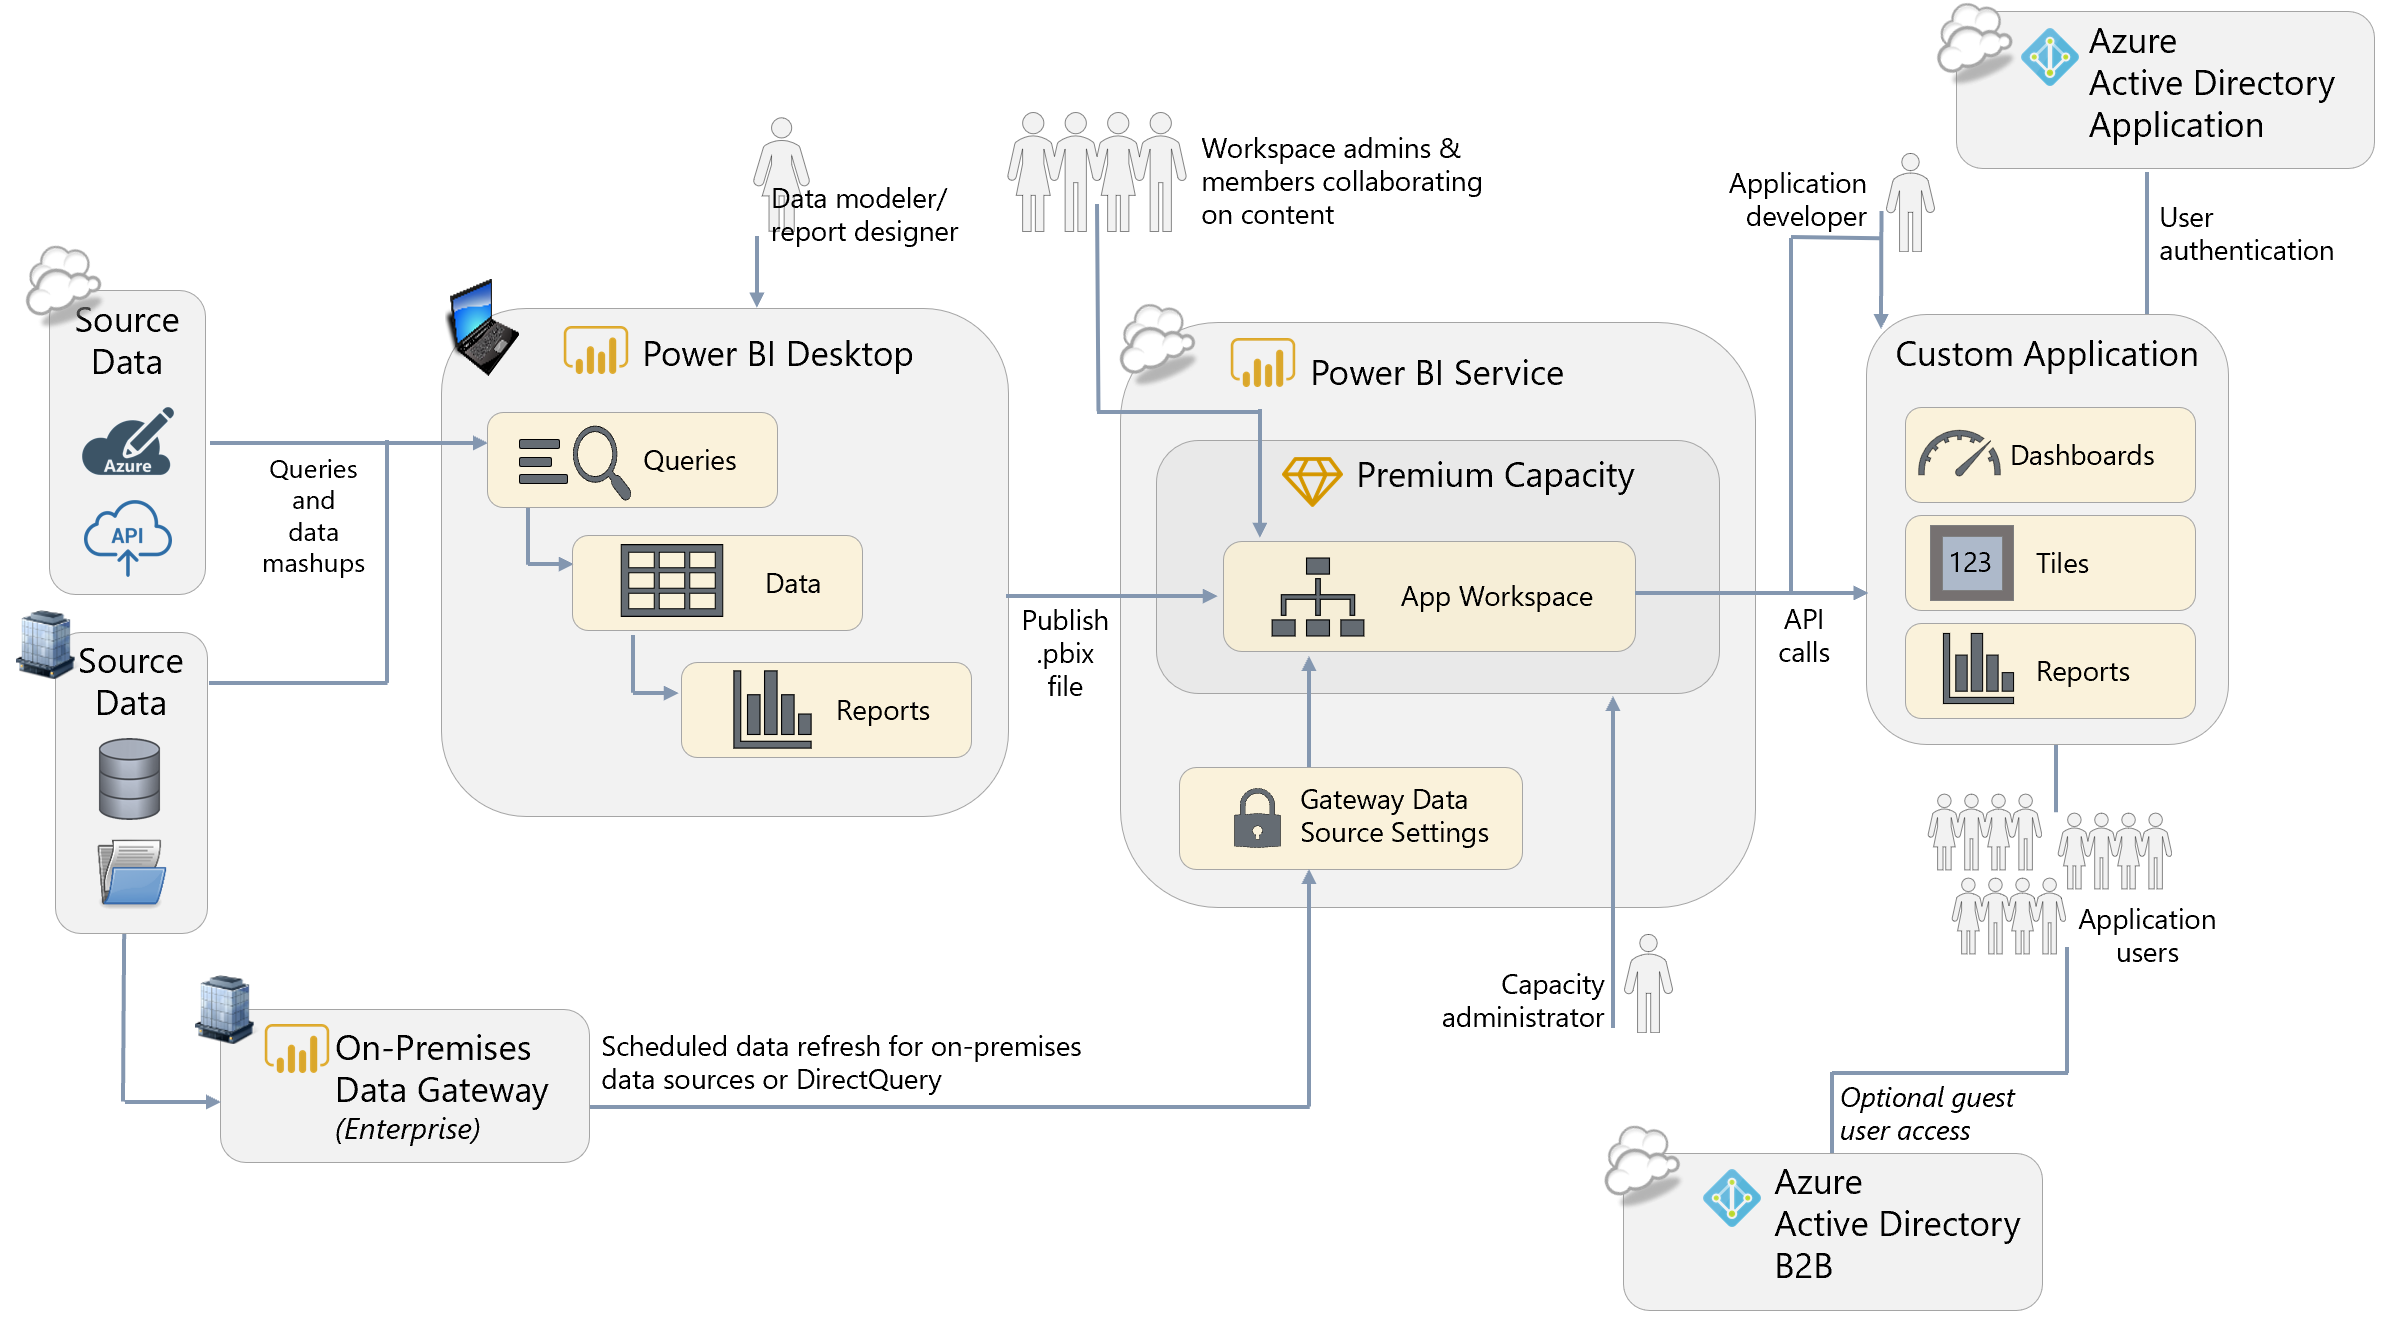 Azure
Active Directory
Application
User
authentication
Application
developer
Workspace admins &
members collaborating
on content
Data modeler/
report designer
Source
Data
Azure
API
Queries
and
data
mashups
Source
Data
Power BI Desktop
Queries
Data
Reports
Publish
.pbix
file
Power BI Service
Premium Capacity
App Workspace
Gateway Data
Source Settings
API
calls
Custom Application
Dashboards
123
Tiles
Reports
Application
users
Capacity
administrator
On-Premises
Data Gateway
(Enterprise)
Scheduled data refresh for on-premises
data sources or DirectQuery
Optional guest
user access
Azure
Active Directory
B2B